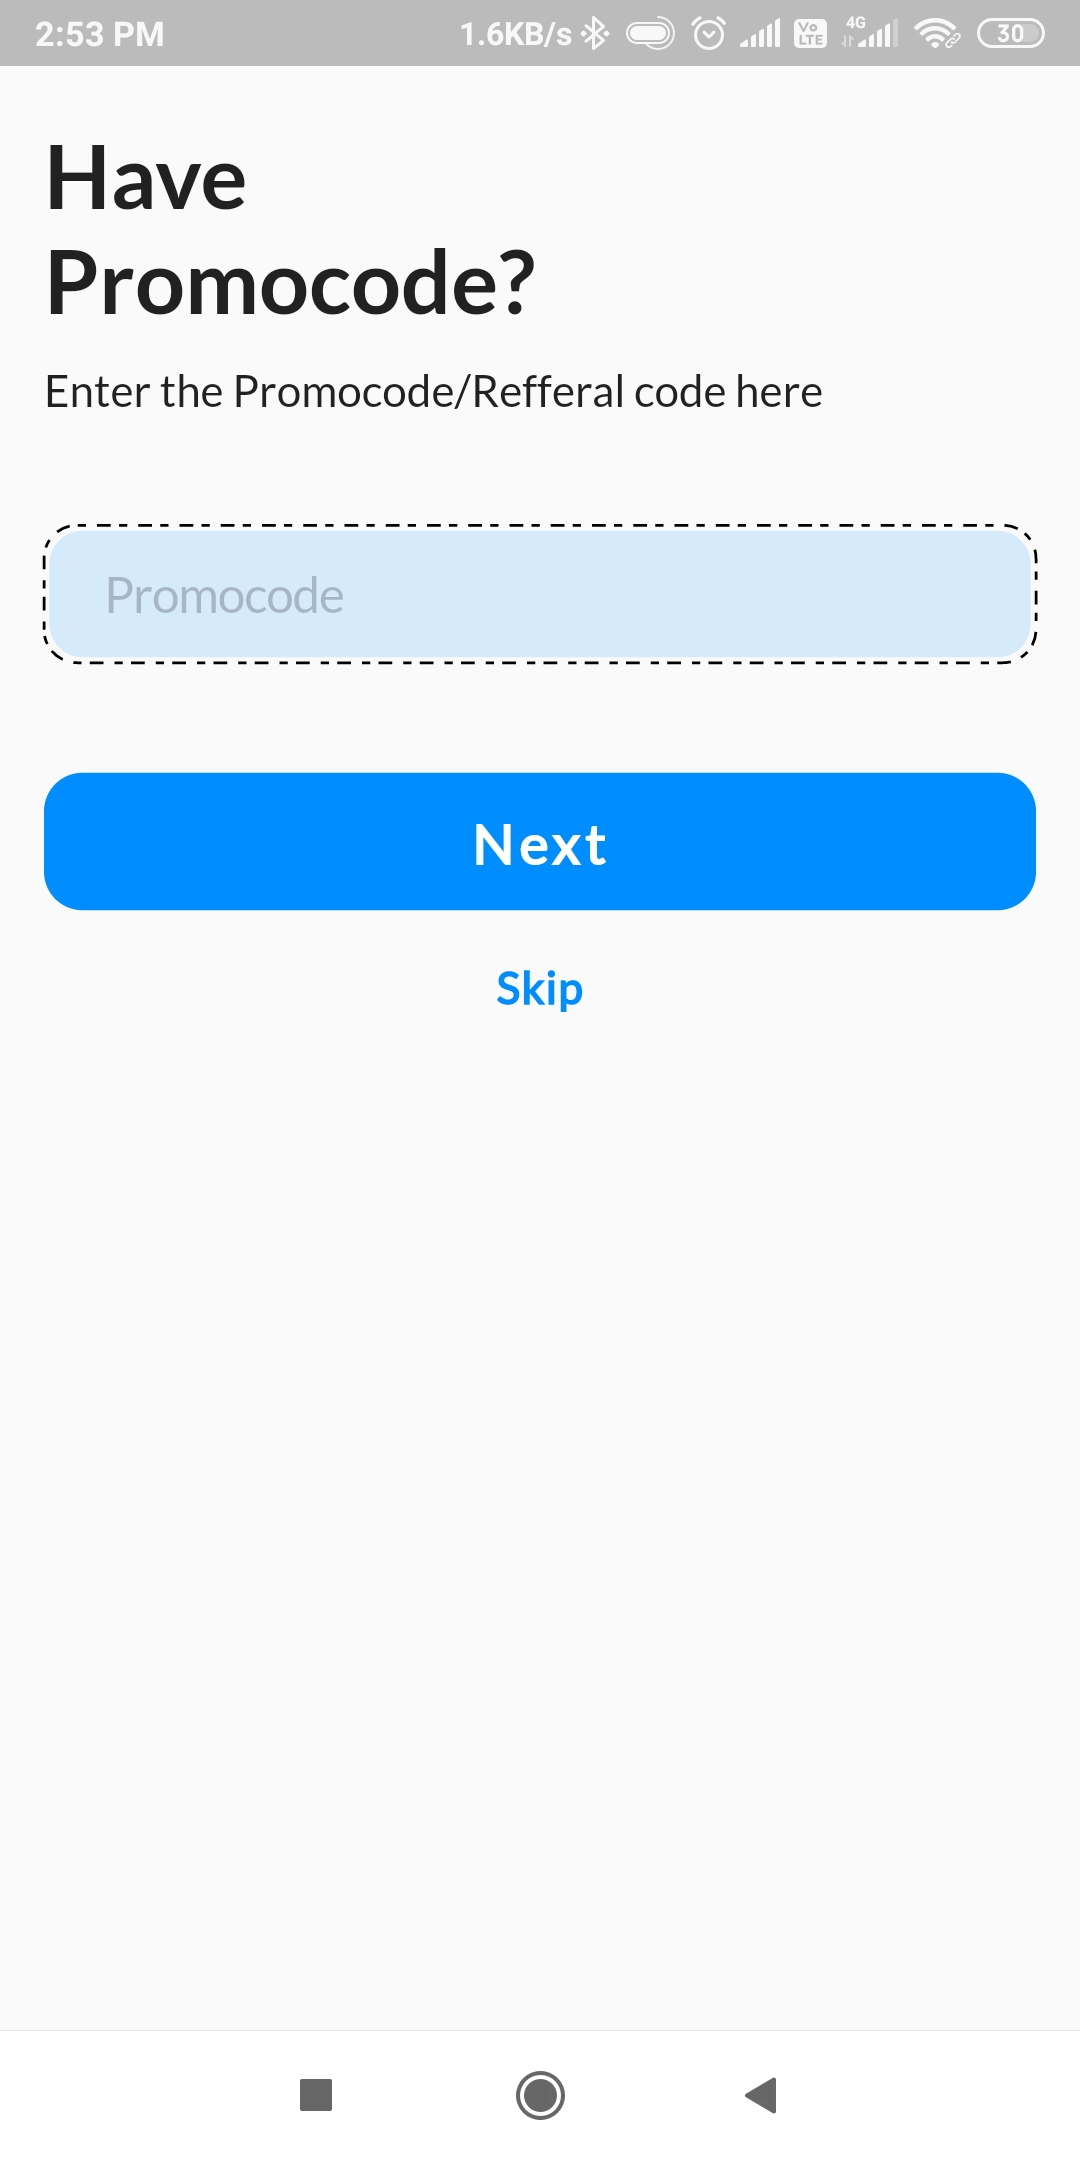 2:53 PM 1.6KB/s Vo LTE 4G 30
Have
Promocode?
Enter the Promocode/Refferal code here
Promocode
Next
Skip